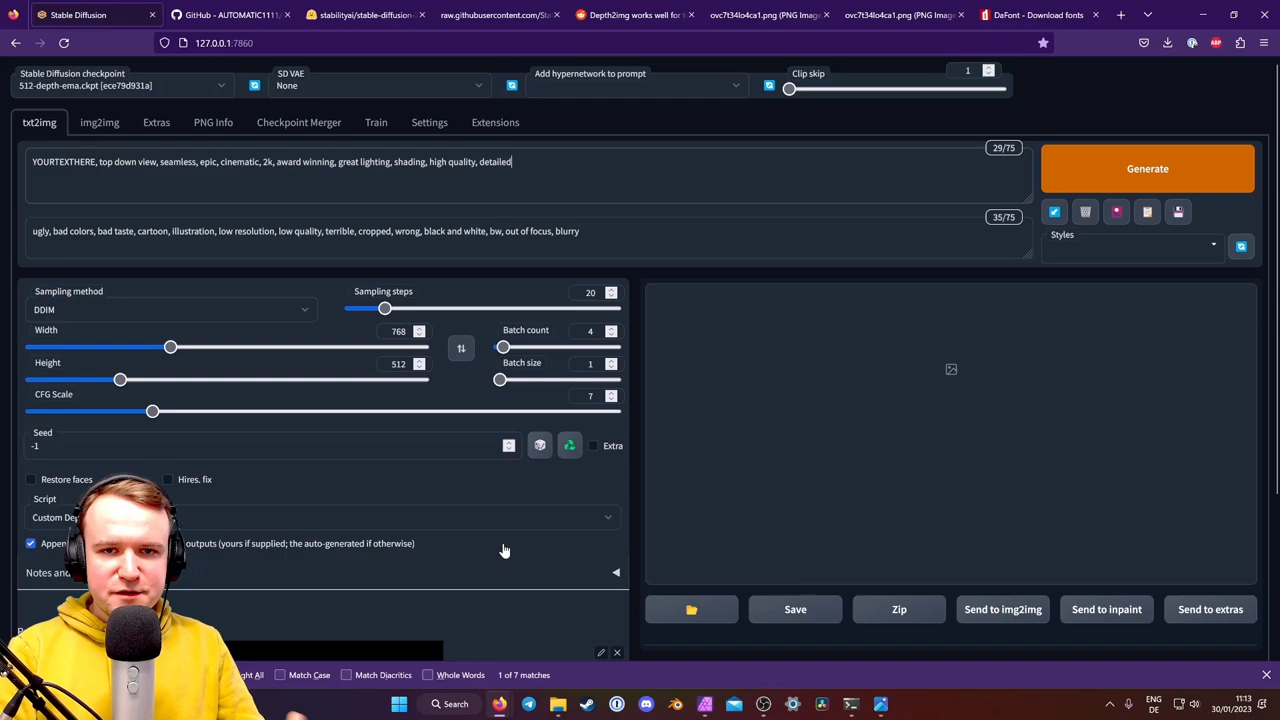 Stable Diffusion
GitHub - AUTOMATIC1111/
stabilityai/stable-diffusion-
raw.githubusercontent.com/Sta
Depth2img works well for
ovc7t34lo4ca1.png (PNG Image
ovc7t34lo4ca1.png (PNG Image
DaFont - Download fonts
127.0.0.1:7860
Stable Diffusion checkpoint
SD VAE
Add hypernetwork to prompt
Clip skip
1
512-depth-ema.ckpt [ece79d931a]
None
txt2img
img2img
Extras
PNG Info
Checkpoint Merger
Train
Settings
Extensions
29/75
YOURTEXTHERE, top down view, seamless, epic, cinematic, 2k, award winning, great lighting, shading, high quality, detailed
Generate
35/75
ugly, bad colors, bad taste, cartoon, illustration, low resolution, low quality, terrible, cropped, wrong, black and white, bw, out of focus, blurry
Styles
Sampling method
Sampling steps
20
DDIM
Width
768
Batch count
4
Height
512
Batch size
1
CFG Scale
7
Seed
-1
Extra
Restore faces
Hires. fix
Script
Custom De
Appen
outputs (yours if supplied; the auto-generated if otherwise)
Notes and
Save
Zip
Send to img2img
Send to inpaint
Send to extras
Match Case
Match Diacritics
Whole Words
1 of 7 matches
Search
ENG
DE
11:13
30/01/2023
ABP